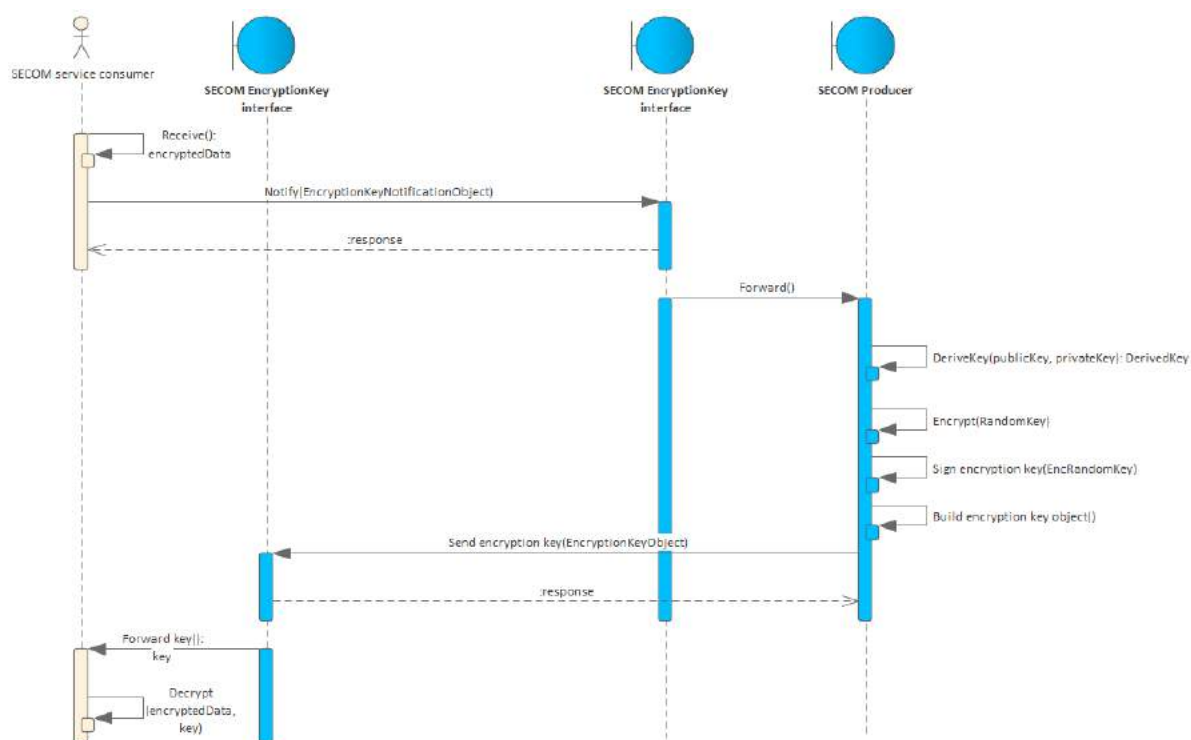 SECOM service consumer
SECOM EncryptionKey
interface
SECOM EncryptionKey
interface
SECOM Producer
Receive():
encryptedData
Notify(EncryptionKeyNotificationObject)
:response
Forward()
DeriveKey(publicKey, privateKey): DerivedKey
Encrypt(RandomKey)
Sign encryption key(EncRandomKey)
Build encryption key object()
Send encryption key(EncryptionKeyObject)
:response
Forward key():
key
Decrypt
(encryptedData,
key)